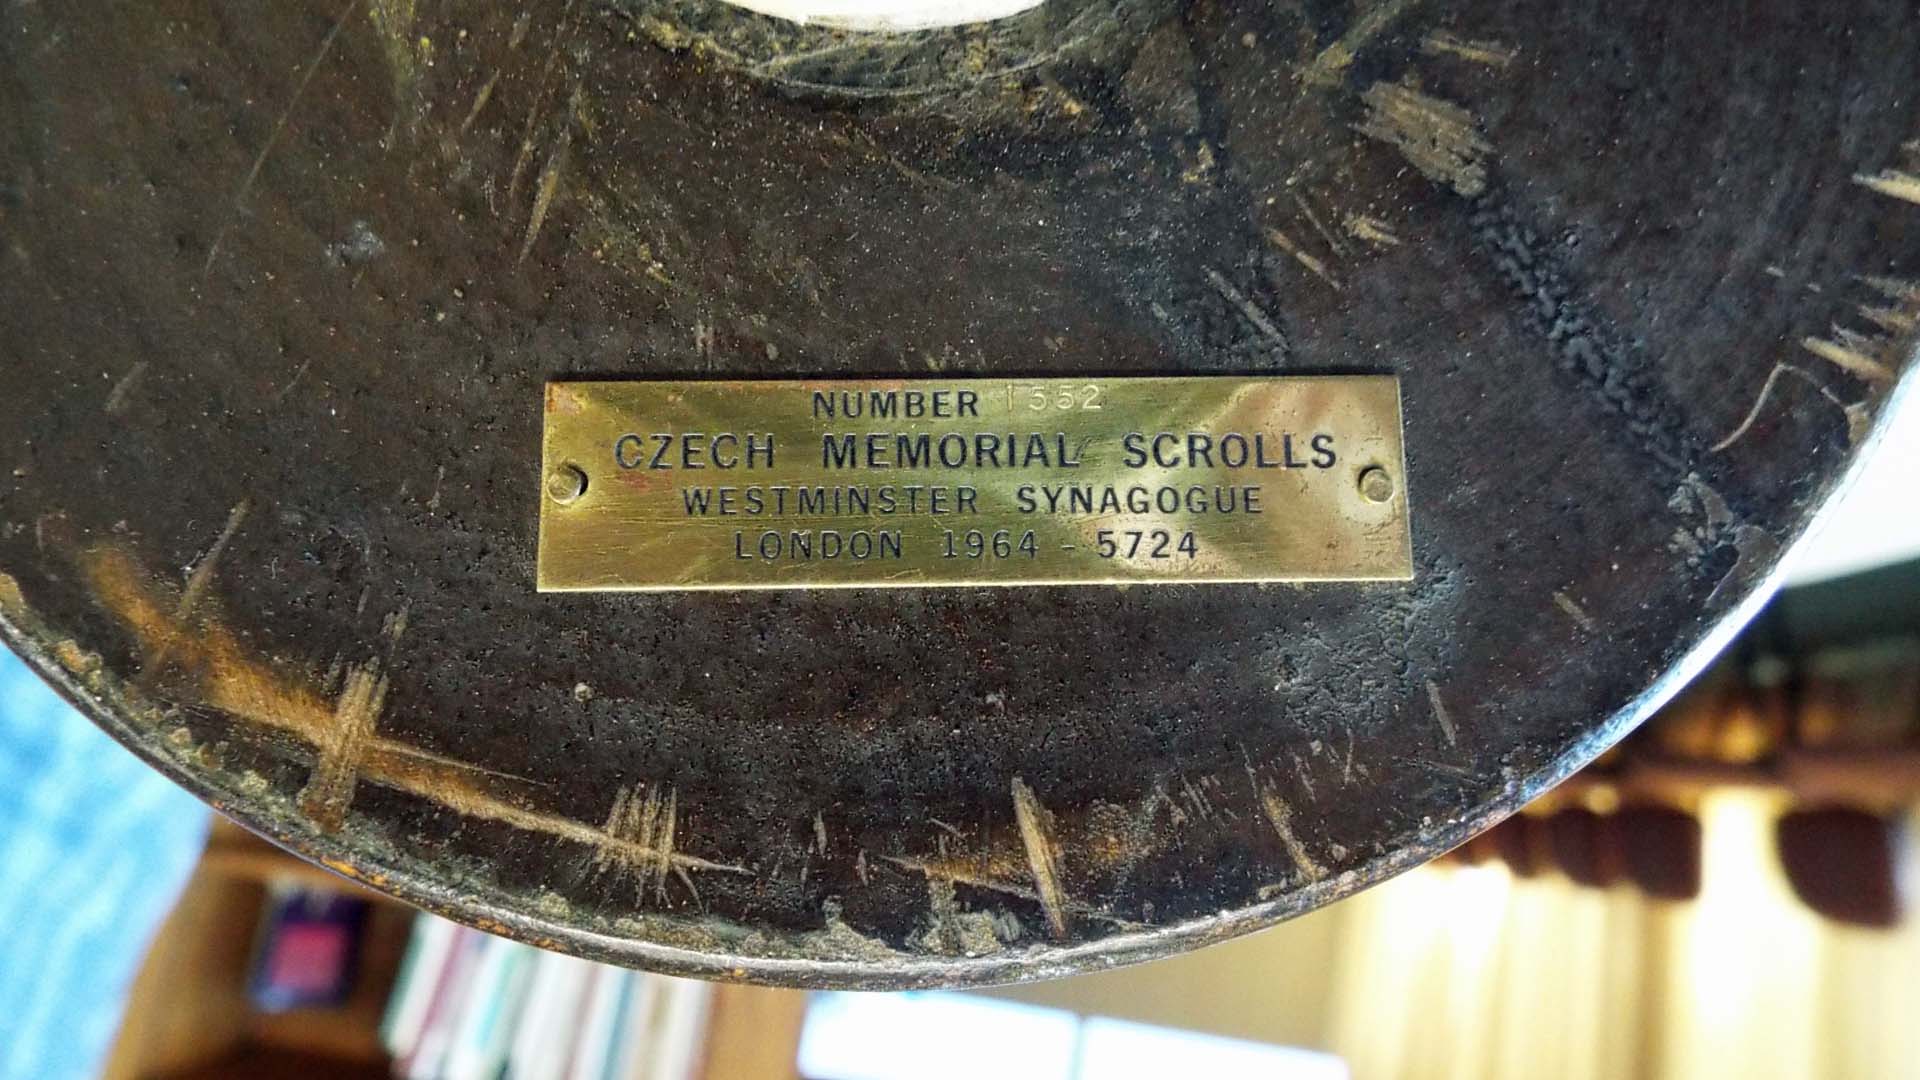 NUMBER 1552
CZECH MEMORIAL SCROLLS
WESTMINSTER SYNAGOGUE
LONDON 1964 - 5724